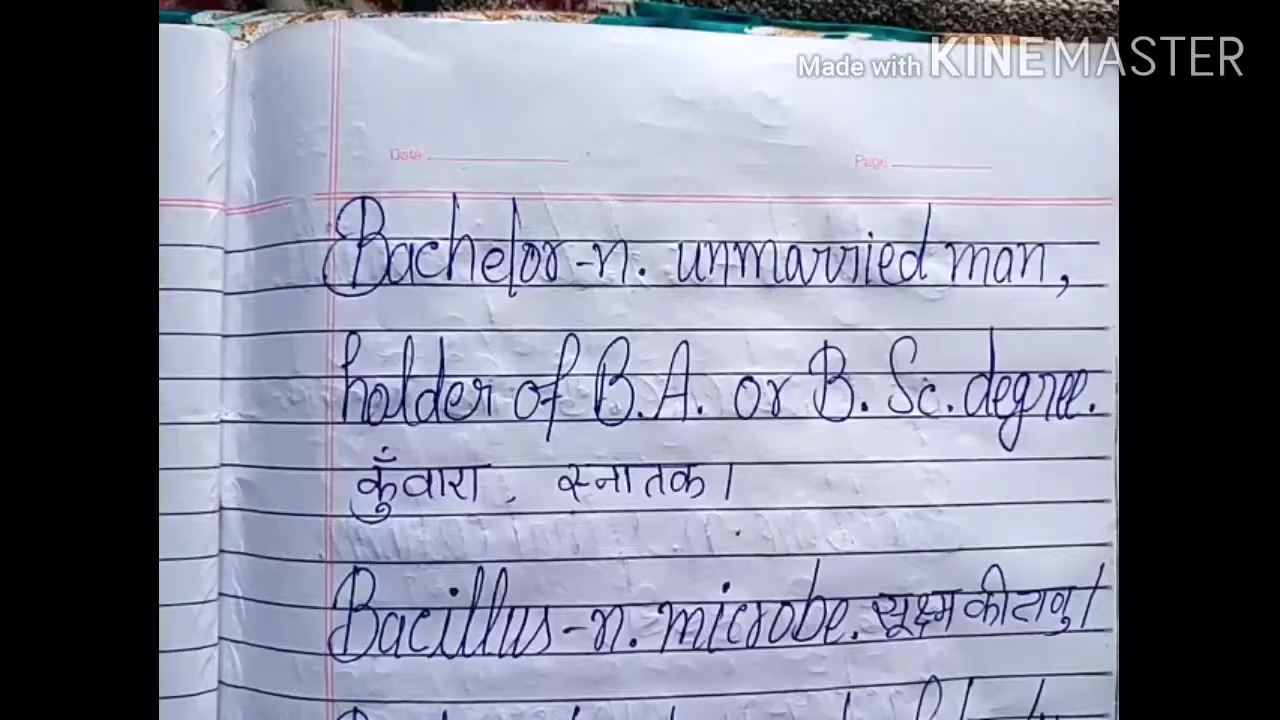 Made with KINEMASTER
Date
Page
Bachelor-n. unmarried man,
holder of B.A. or B. Sc. degree.
कुँवारा, स्नातक।
Bacillus-n. microbe. सूक्ष्म कीटाणु।